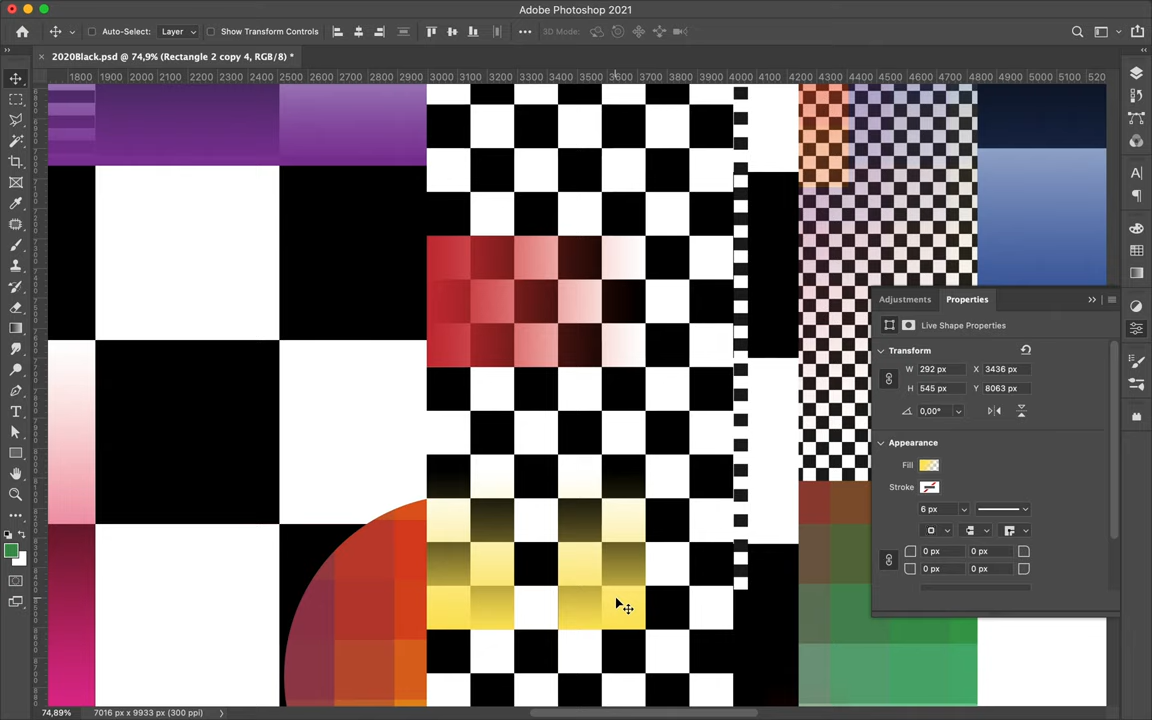 Adobe Photoshop 2021
Auto-Select: Layer Show Transform Controls 3D Mode:
2020Black.psd @ 74,9% (Rectangle 2 copy 4, RGB/8) *
1800 1900 2000 2100 2200 2300 2400 2500 2600 2700 2800 2900 3000 3100 3200 3300 3400 3500 3600 3700 3800 3900 4000 4100 4200 4300 4400 4500 4600 4700 4800 4900 5000 5100 520
Adjustments Properties
Live Shape Properties
Transform
W 292 px X 3436 px
H 545 px Y 8063 px
0,00°
Appearance
Fill
Stroke
6 px
0 px 0 px
0 px 0 px
74,89% 7016 px x 9933 px (300 ppi)